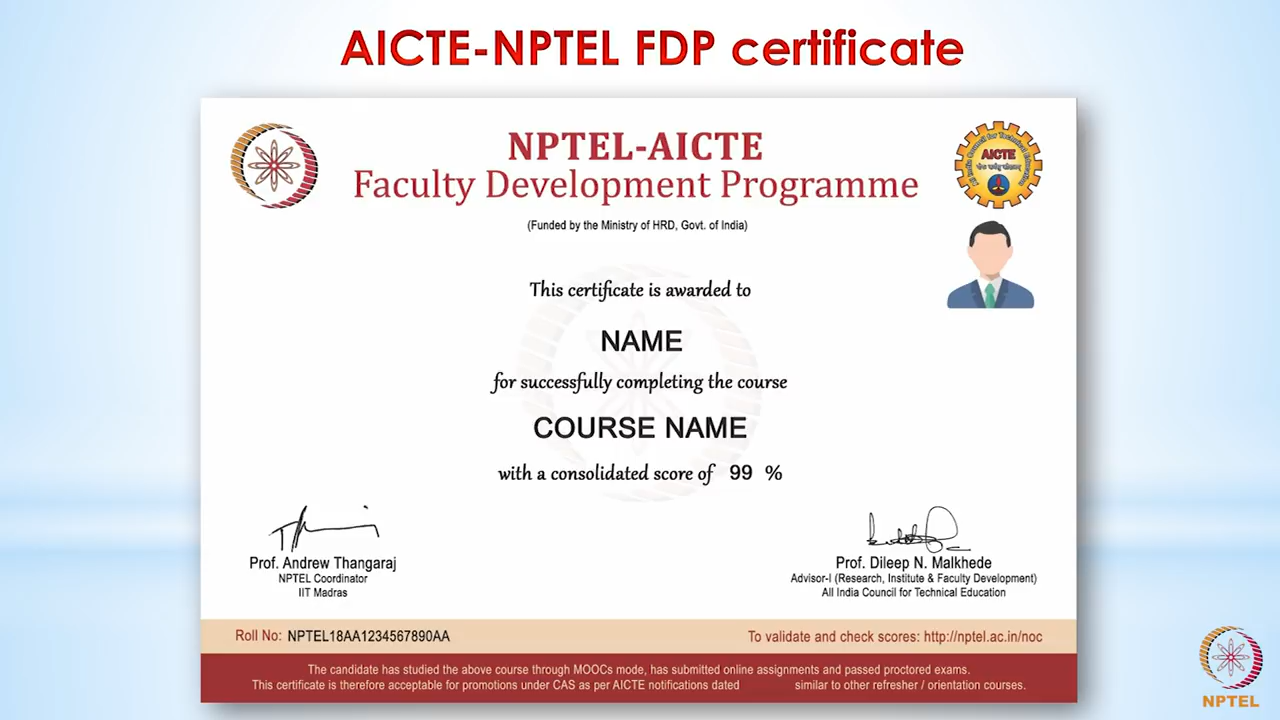 AICTE-NPTEL FDP certificate
NPTEL-AICTE
Faculty Development Programme
(Funded by the Ministry of HRD, Govt. of India)
AICTE
This certificate is awarded to
NAME
for successfully completing the course
COURSE NAME
with a consolidated score of 99 %
Prof. Andrew Thangaraj
NPTEL Coordinator
IIT Madras
Prof. Dileep N. Malkhede
Advisor-I (Research, Institute & Faculty Development)
All India Council for Technical Education
Roll No: NPTEL18AA1234567890AA
To validate and check scores: http://nptel.ac.in/noc
The candidate has studied the above course through MOOCs mode, has submitted online assignments and passed proctored exams.
This certificate is therefore acceptable for promotions under CAS as per AICTE notifications dated similar to other refresher / orientation courses.
NPTEL